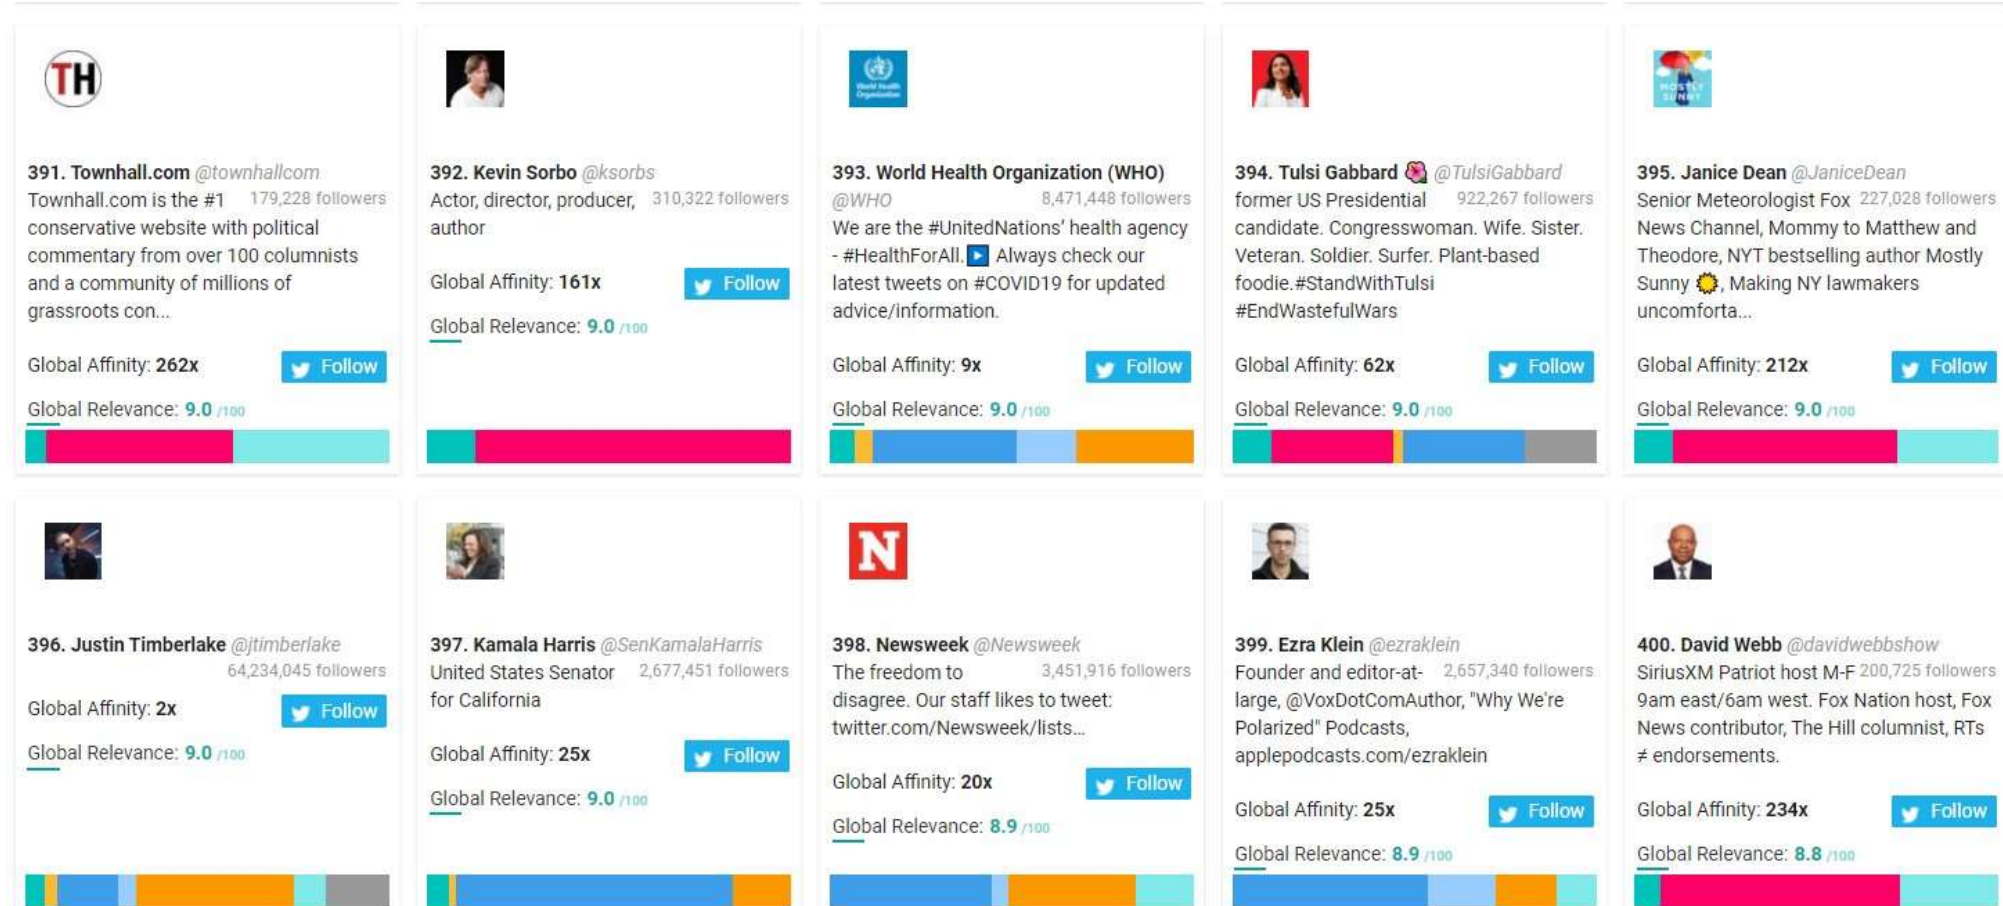 TH
391. Townhall.com @townhallcom
Townhall.com is the #1 179,228 followers
conservative website with political
commentary from over 100 columnists
and a community of millions of
grassroots con...
Global Affinity: 262x Follow
Global Relevance: 9.0 /100
392. Kevin Sorbo @ksorbs
Actor, director, producer, 310,322 followers
author
Global Affinity: 161x Follow
Global Relevance: 9.0 /100
World Health
Organization
393. World Health Organization (WHO)
@WHO 8,471,448 followers
We are the #UnitedNations’ health agency
- #HealthForAll.▶️ Always check our
latest tweets on #COVID19 for updated
advice/information.
Global Affinity: 9x Follow
Global Relevance: 9.0 /100
394. Tulsi Gabbard 🌺 @TulsiGabbard
former US Presidential 922,267 followers
candidate. Congresswoman. Wife. Sister.
Veteran. Soldier. Surfer. Plant-based
foodie.#StandWithTulsi
#EndWastefulWars
Global Affinity: 62x Follow
Global Relevance: 9.0 /100
MOSTLY
SUNNY
395. Janice Dean @JaniceDean
Senior Meteorologist Fox 227,028 followers
News Channel, Mommy to Matthew and
Theodore, NYT bestselling author Mostly
Sunny ☀️, Making NY lawmakers
uncomforta...
Global Affinity: 212x Follow
Global Relevance: 9.0 /100
396. Justin Timberlake @jtimberlake
64,234,045 followers
Global Affinity: 2x Follow
Global Relevance: 9.0 /100
397. Kamala Harris @SenKamalaHarris
United States Senator 2,677,451 followers
for California
Global Affinity: 25x Follow
Global Relevance: 9.0 /100
N
398. Newsweek @Newsweek
The freedom to 3,451,916 followers
disagree. Our staff likes to tweet:
twitter.com/Newsweek/lists...
Global Affinity: 20x Follow
Global Relevance: 8.9 /100
399. Ezra Klein @ezraklein
Founder and editor-at- 2,657,340 followers
large, @VoxDotComAuthor, "Why We're
Polarized" Podcasts,
applepodcasts.com/ezraklein
Global Affinity: 25x Follow
Global Relevance: 8.9 /100
400. David Webb @davidwebbshow
SiriusXM Patriot host M-F 200,725 followers
9am east/6am west. Fox Nation host, Fox
News contributor, The Hill columnist, RTs
≠ endorsements.
Global Affinity: 234x Follow
Global Relevance: 8.8 /100